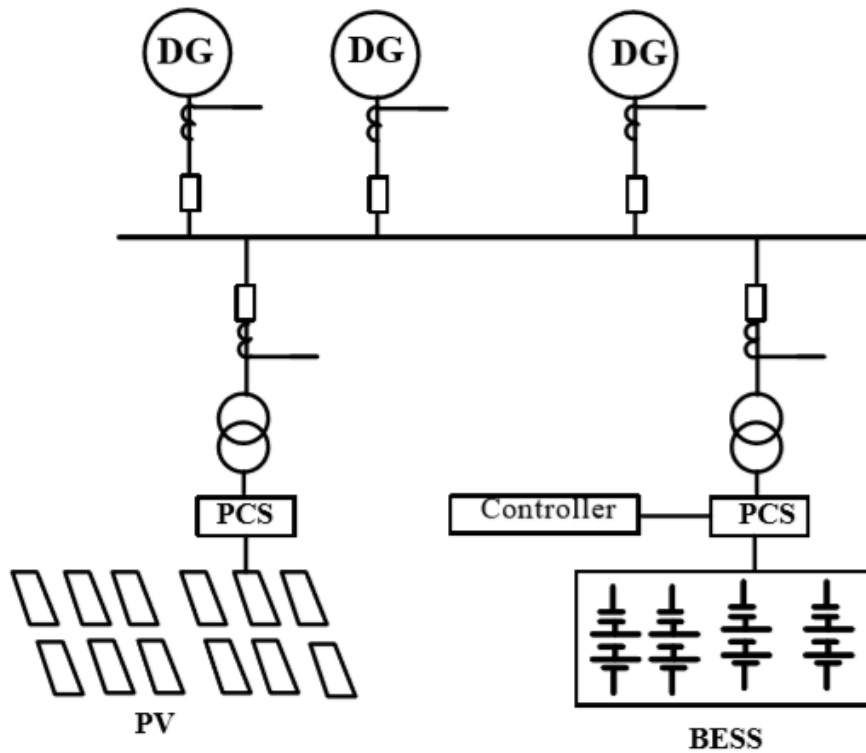 DG
DG
DG
PCS
Controller
PCS
PV
BESS